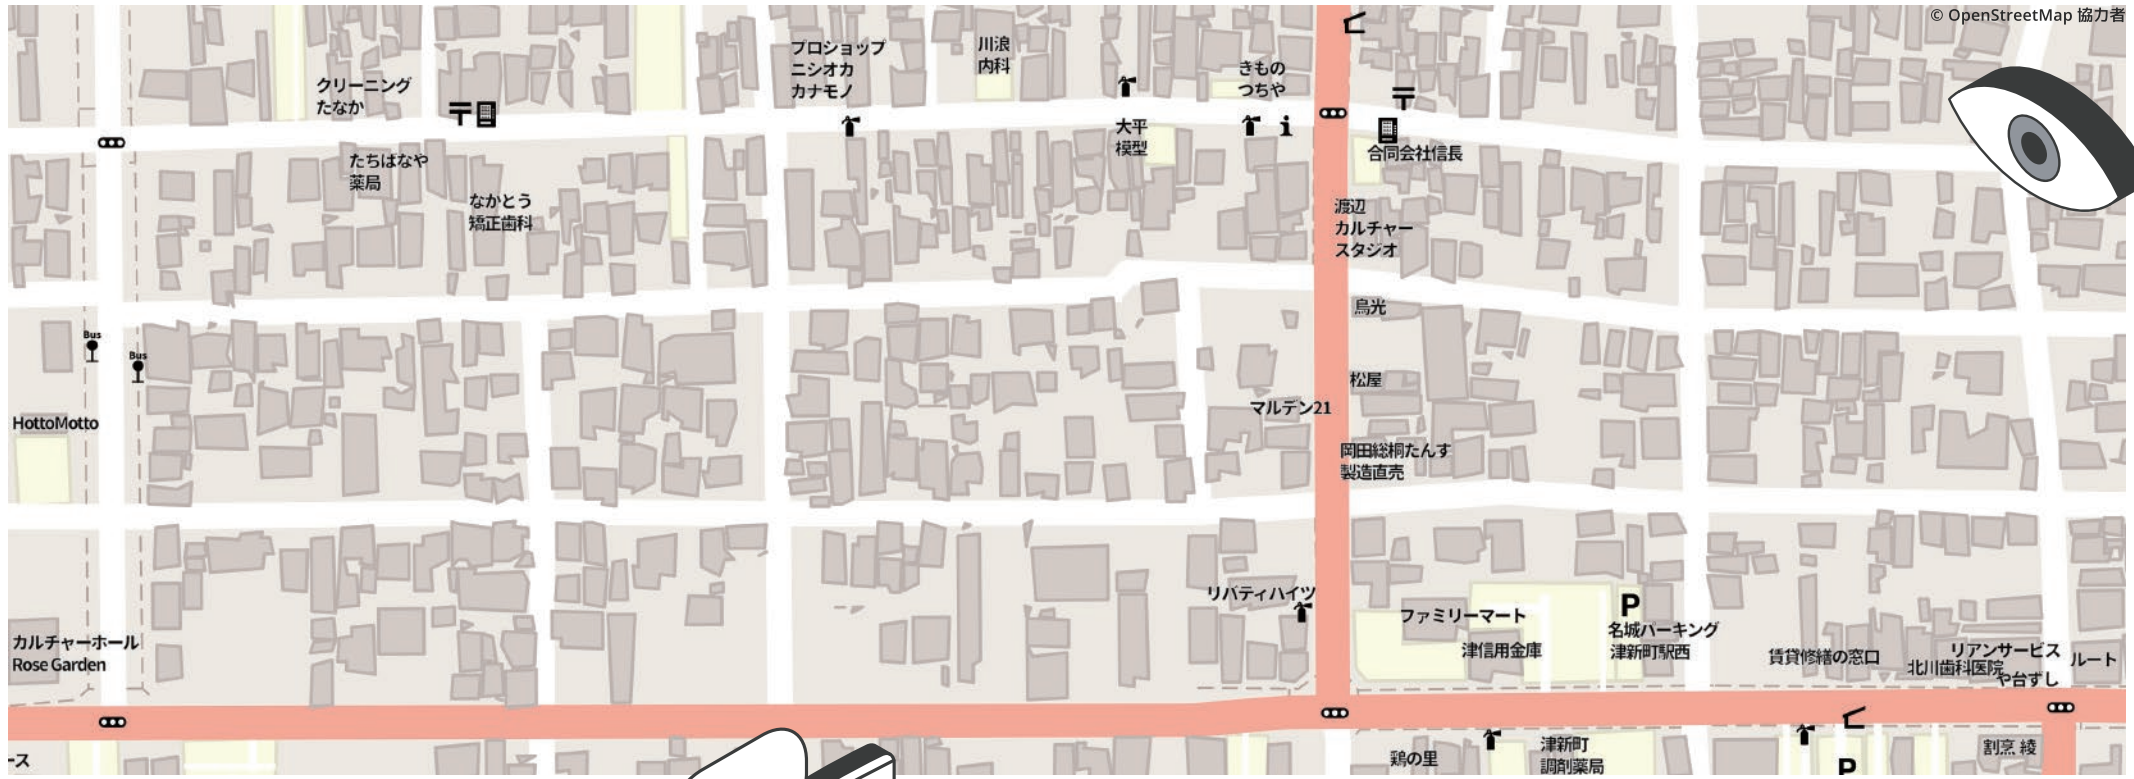 © OpenStreetMap 協力者
プロショップ
ニシオカ
カナモノ
川浪
内科
きもの
つちや
クリーニング
たなか
大平
模型
合同会社信長
たちばなや
薬局
なかとう
矯正歯科
渡辺
カルチャー
スタジオ
烏光
Bus
Bus
松屋
マルデン21
HottoMotto
岡田総桐たんす
製造直売
リバティハイツ
ファミリーマート
P
名城パーキング
津新町駅西
津信用金庫
カルチャーホール
Rose Garden
賃貸修繕の窓口
リアンサービス
北川歯科医院
ルート
や台ずし
鶏の里
津新町
調剤薬局
割烹 綾
P
ース